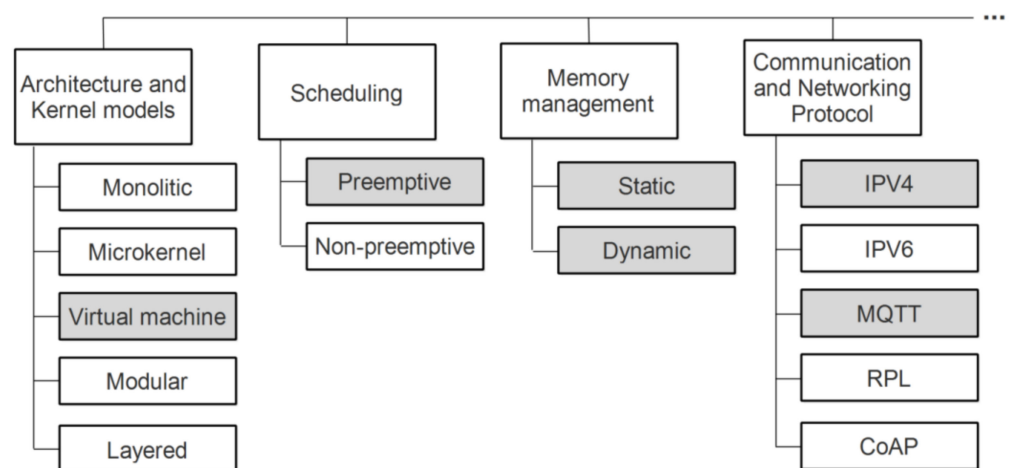 ...
Architecture and
Kernel models
Monolitic
Microkernel
Virtual machine
Modular
Layered
Scheduling
Preemptive
Non-preemptive
Memory
management
Static
Dynamic
Communication
and Networking
Protocol
IPV4
IPV6
MQTT
RPL
CoAP